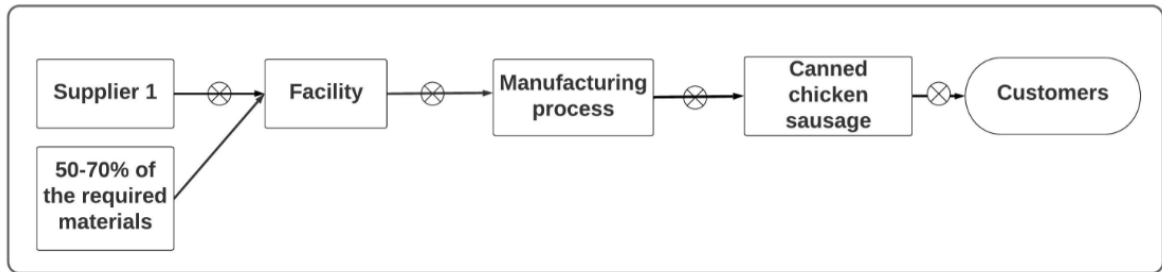 Supplier 1
Facility
Manufacturing
process
Canned
chicken
sausage
Customers
50-70% of
the required
materials